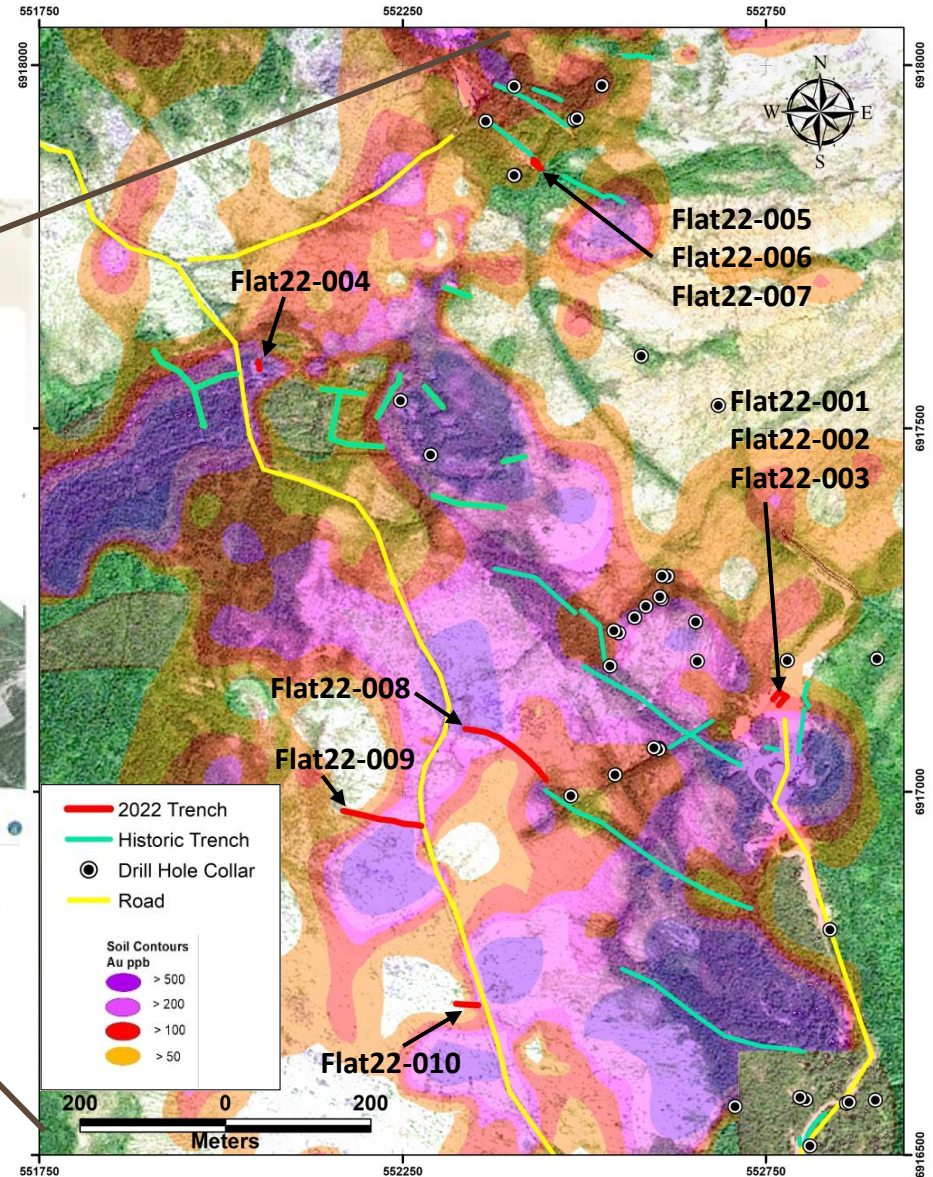 551750
552250
552750
6918000
6918000
N
W
E
S
Flat22-005
Flat22-006
Flat22-007
Flat22-004
Flat22-001
Flat22-002
Flat22-003
6917500
6917500
Flat22-008
Flat22-009
6917000
6917000
2022 Trench
Historic Trench
Drill Hole Collar
Road
Soil Contours
Au ppb
> 500
> 200
> 100
> 50
Flat22-010
200
0
200
Meters
6916500
551750
552250
552750